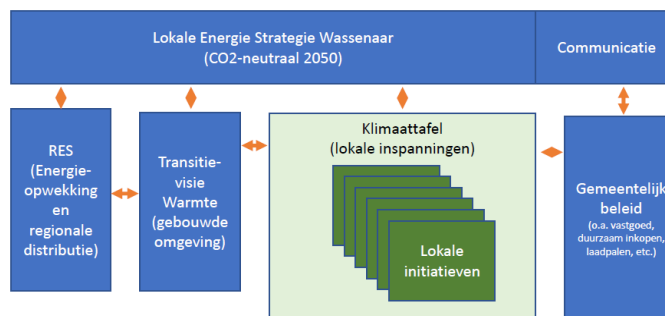 Lokale Energie Strategie Wassenaar
(CO2-neutraal 2050)
Communicatie
RES
(Energie-
opwekking
en
regionale
distributie)
Transitie-
visie
Warmte
(gebouwde
omgeving)
Klimaattafel
(lokale inspanningen)
Lokale
initiatieven
Gemeentelijk
beleid
(o.a. vastgoed,
duurzaam inkopen,
laadpalen, etc.)